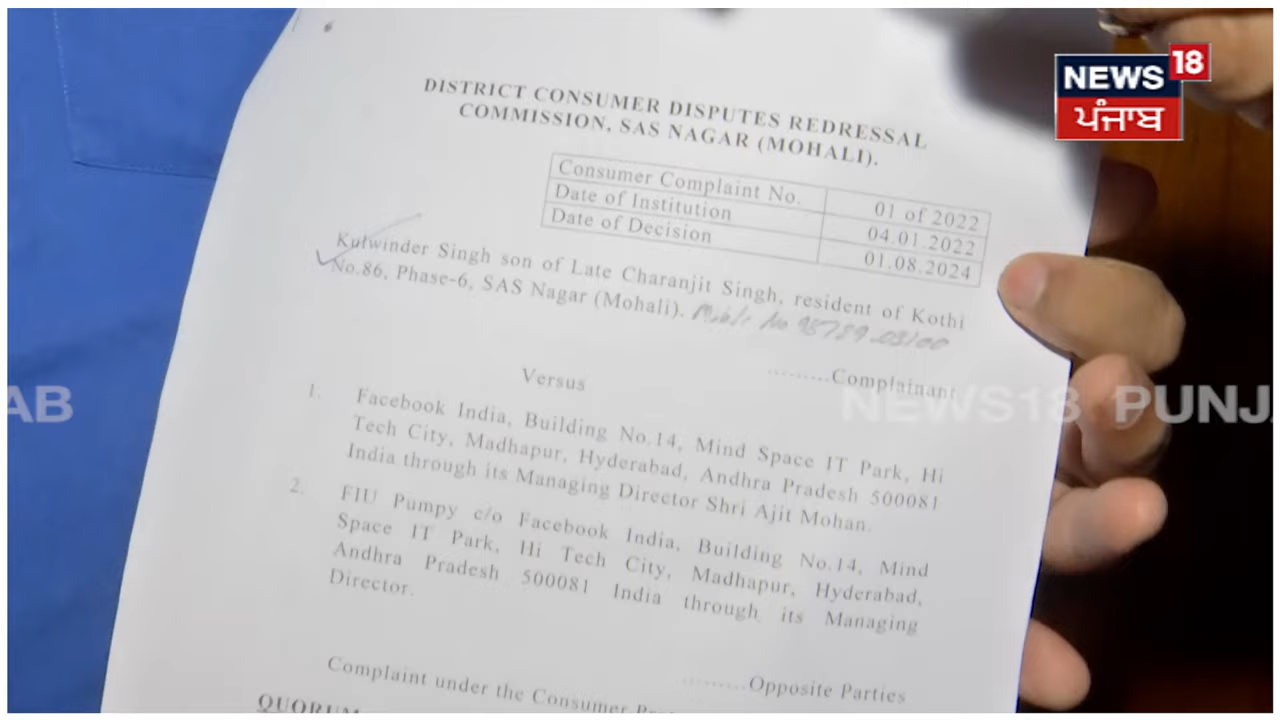 NEWS 18
ਪੰਜਾਬ
DISTRICT CONSUMER DISPUTES REDRESSAL
COMMISSION, SAS NAGAR (MOHALI).
Consumer Complaint No. 01 of 2022
Date of Institution 04.01.2022
Date of Decision 01.08.2024
Kulwinder Singh son of Late Charanjit Singh, resident of Kothi
No.86, Phase-6, SAS Nagar (Mohali).
.........Complainant
Versus
1. Facebook India, Building No.14, Mind Space IT Park, Hi
Tech City, Madhapur, Hyderabad, Andhra Pradesh 500081
India through its Managing Director Shri Ajit Mohan.
2. FIU Pumpy c/o Facebook India, Building No.14, Mind
Space IT Park, Hi Tech City, Madhapur, Hyderabad,
Andhra Pradesh 500081 India through its Managing
Director.
.........Opposite Parties
Complaint under the Consumer
QUORUM
AB
NEWS18 PUNJA